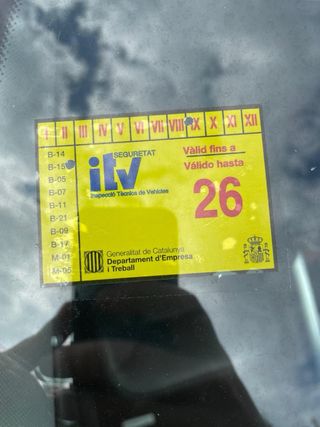 I II III IV V VI VII VIII IX X XI XII
B-14
B-15
B-05
B-07
B-11
B-21
B-09
B-17
M-01
M-05
SEGURETAT
itv
Inspecció Tècnica de Vehicles
Vàlid fins a
Válido hasta
26
Generalitat de Catalunya
Departament d'Empresa
i Treball